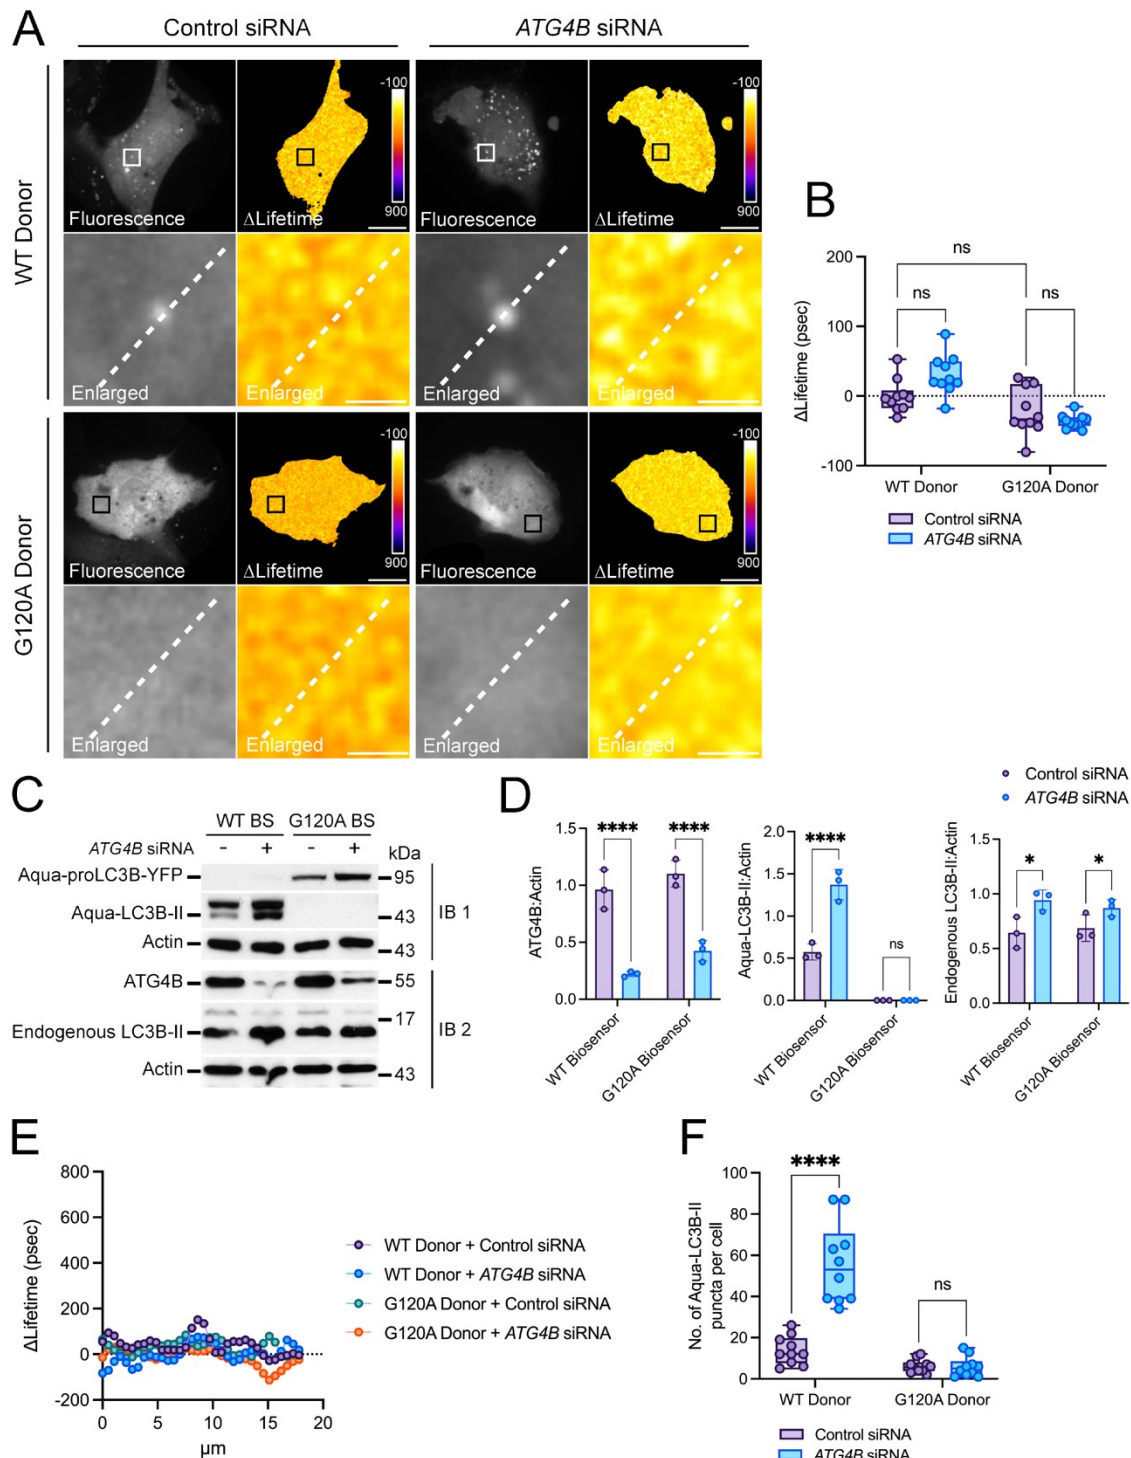 A
Control siRNA
ATG4B siRNA
WT Donor
-100
-100
Fluorescence
ΔLifetime
900
Fluorescence
ΔLifetime
900
Enlarged
Enlarged
Enlarged
Enlarged
G120A Donor
-100
-100
Fluorescence
ΔLifetime
900
Fluorescence
ΔLifetime
900
Enlarged
Enlarged
Enlarged
Enlarged
B
ΔLifetime (psec)
200
100
0
-100
ns
ns
ns
WT Donor
G120A Donor
Control siRNA
ATG4B siRNA
C
WT BS
G120A BS
ATG4B siRNA
- + - +
kDa
Aqua-proLC3B-YFP
95
Aqua-LC3B-II
43
IB 1
Actin
43
ATG4B
55
17
Endogenous LC3B-II
IB 2
Actin
43
D
Control siRNA
ATG4B siRNA
ATG4B:Actin
1.5
1.0
0.5
0.0
****
****
WT Biosensor
G120A Biosensor
Aqua-LC3B-II:Actin
2.0
1.5
1.0
0.5
0.0
****
ns
WT Biosensor
G120A Biosensor
Endogenous LC3B-II:Actin
1.5
1.0
0.5
0.0
*
*
WT Biosensor
G120A Biosensor
E
ΔLifetime (psec)
800
600
400
200
0
-200
0 5 10 15 20
μm
WT Donor + Control siRNA
WT Donor + ATG4B siRNA
G120A Donor + Control siRNA
G120A Donor + ATG4B siRNA
F
No. of Aqua-LC3B-II
puncta per cell
100
80
60
40
20
0
****
ns
WT Donor
G120A Donor
Control siRNA
ATG4B siRNA